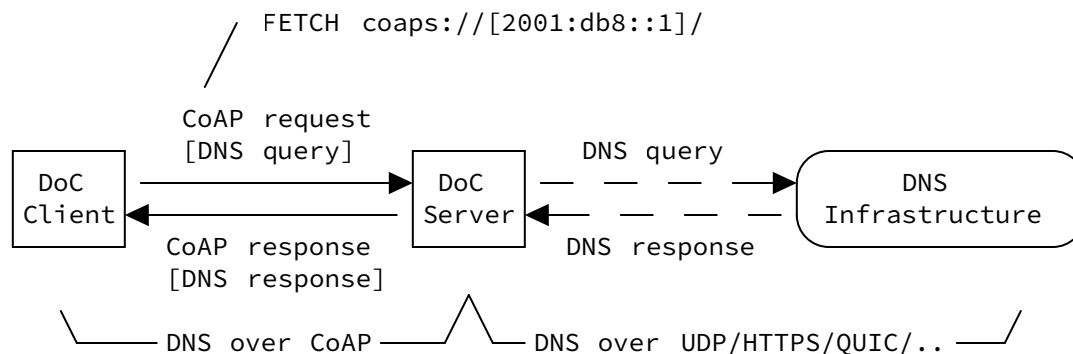 FETCH coaps://[2001:db8::1]/
CoAP request
[DNS query]
DNS query
DoC
Client
DoC
Server
DNS
Infrastructure
CoAP response
[DNS response]
DNS response
DNS over CoAP
DNS over UDP/HTTPS/QUIC/..